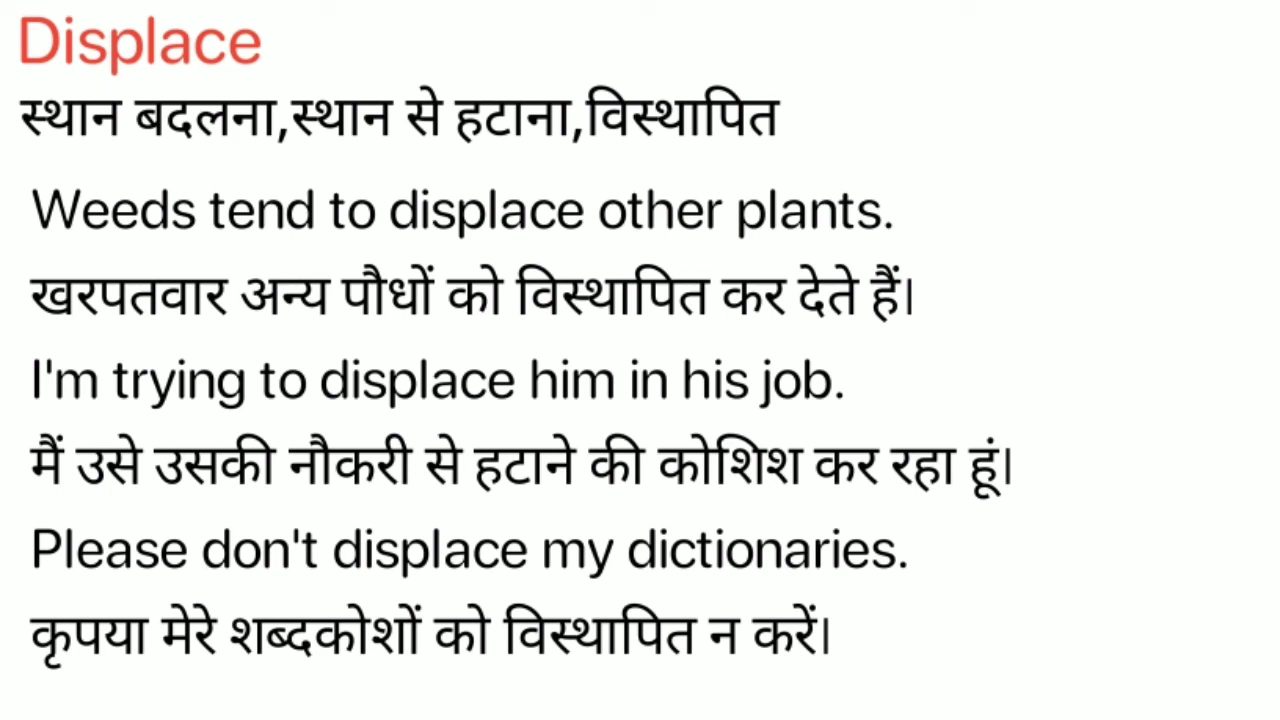 Displace
स्थान बदलना,स्थान से हटाना,विस्थापित
Weeds tend to displace other plants.
खरपतवार अन्य पौधों को विस्थापित कर देते हैं।
I'm trying to displace him in his job.
मैं उसे उसकी नौकरी से हटाने की कोशिश कर रहा हूं।
Please don't displace my dictionaries.
कृपया मेरे शब्दकोशों को विस्थापित न करें।